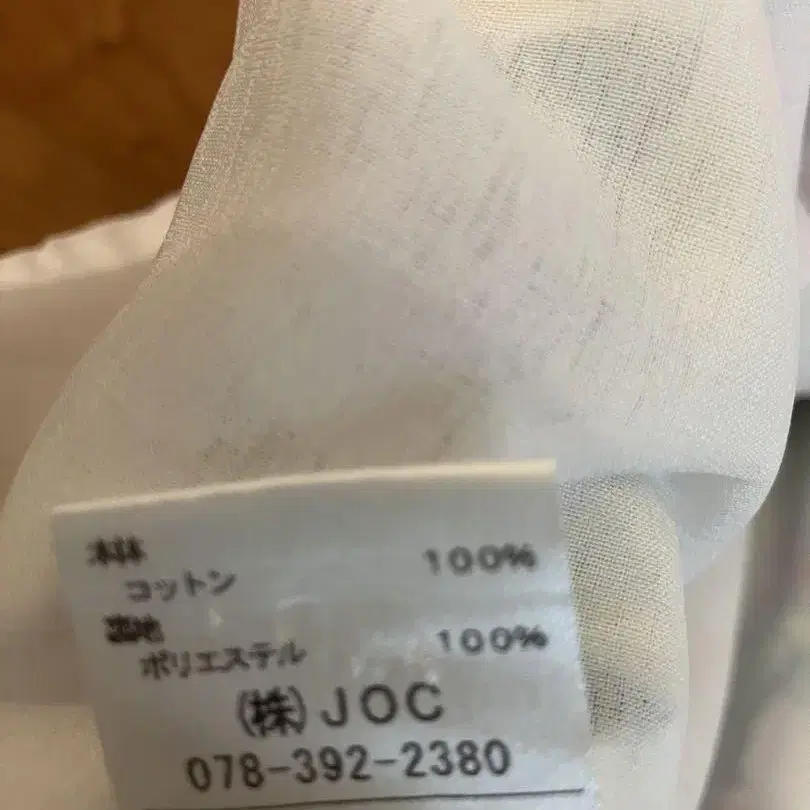 本体
コットン 100%
裏地
ポリエステル 100%
(株)JOC
078-392-2380